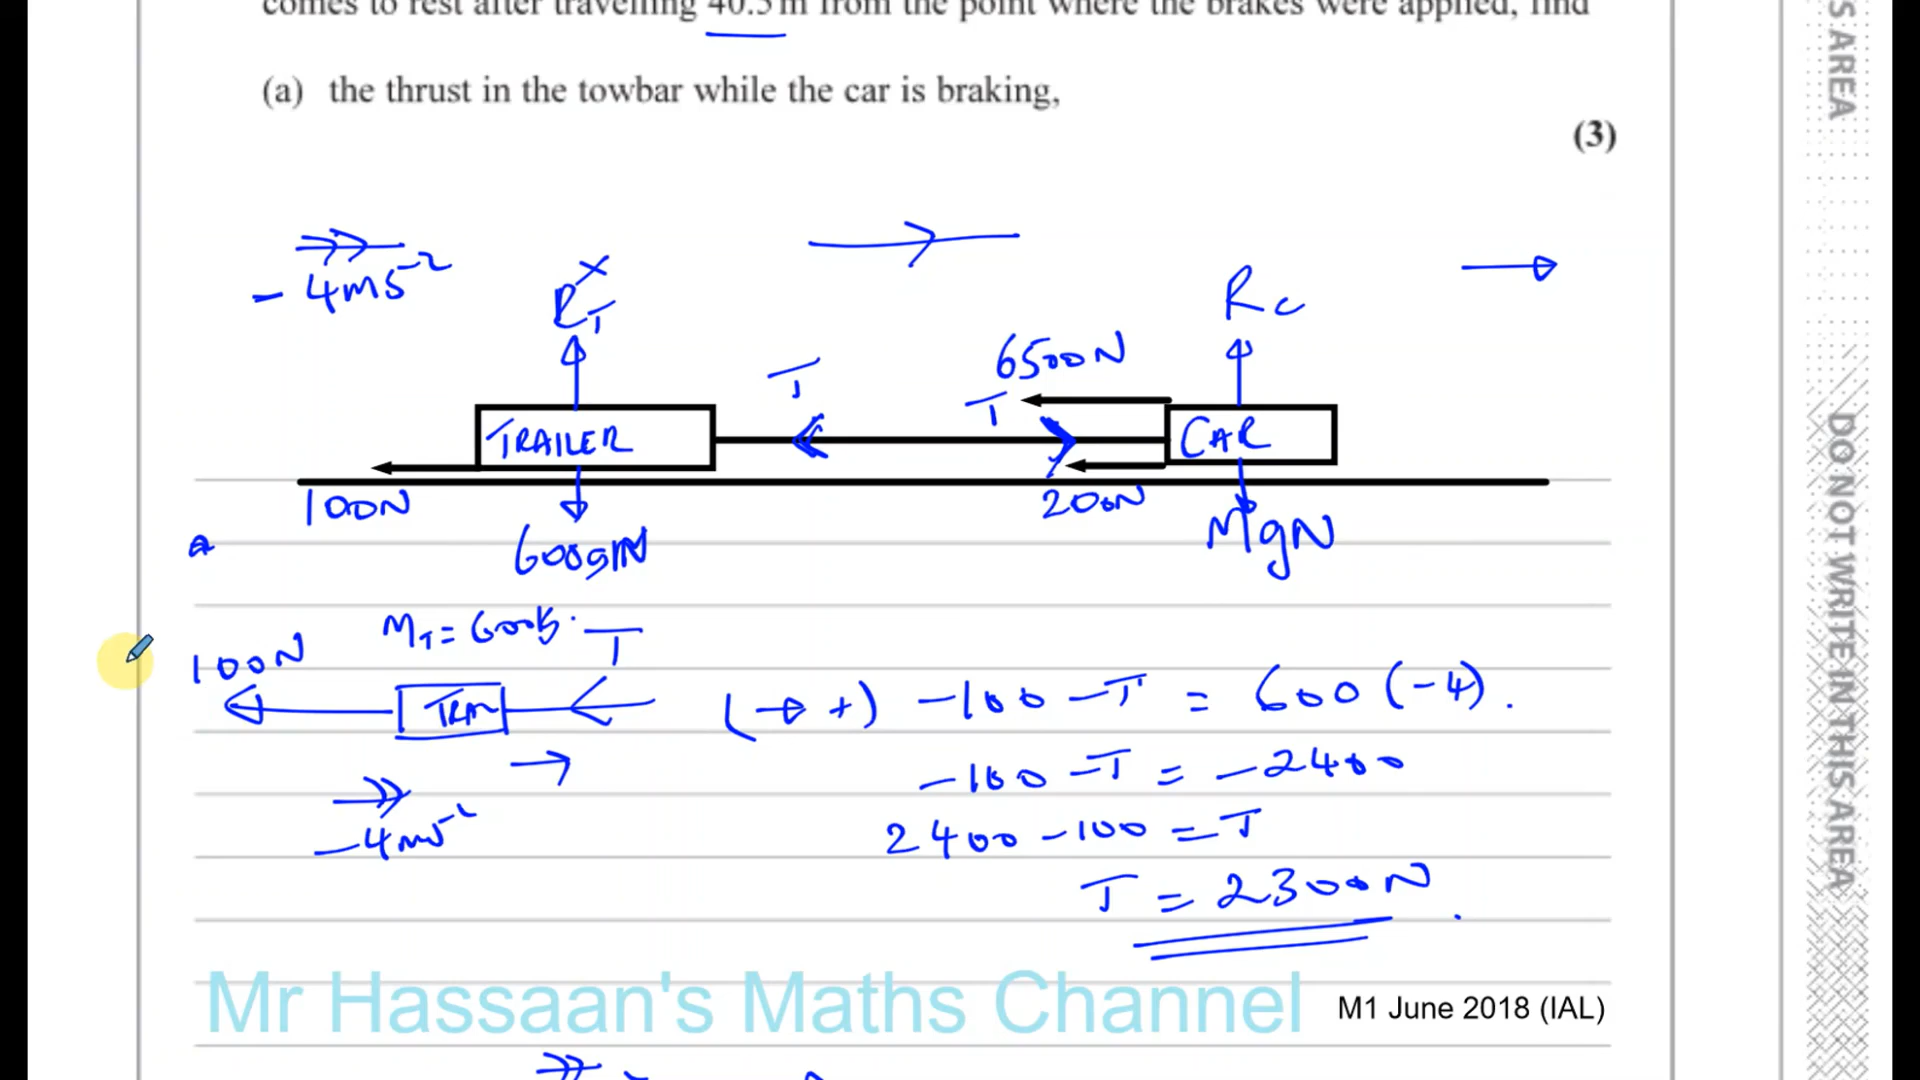 comes to rest after travelling 40.5 m from the point where the brakes were applied, find
(a) the thrust in the towbar while the car is braking,
(3)
-4ms⁻²
R_T
T
6500N
T
R_C
TRAILER
CAR
100N
200N
600gN
MgN
a
100N
M_T = 600kg.
T
TRA
(→ +) -100 - T = 600(-4).
-4ms⁻²
-100 - T = -2400
2400 - 100 = T
T = 2300N
Mr Hassaan's Maths Channel
M1 June 2018 (IAL)
S AREA
DO NOT WRITE IN THIS AREA